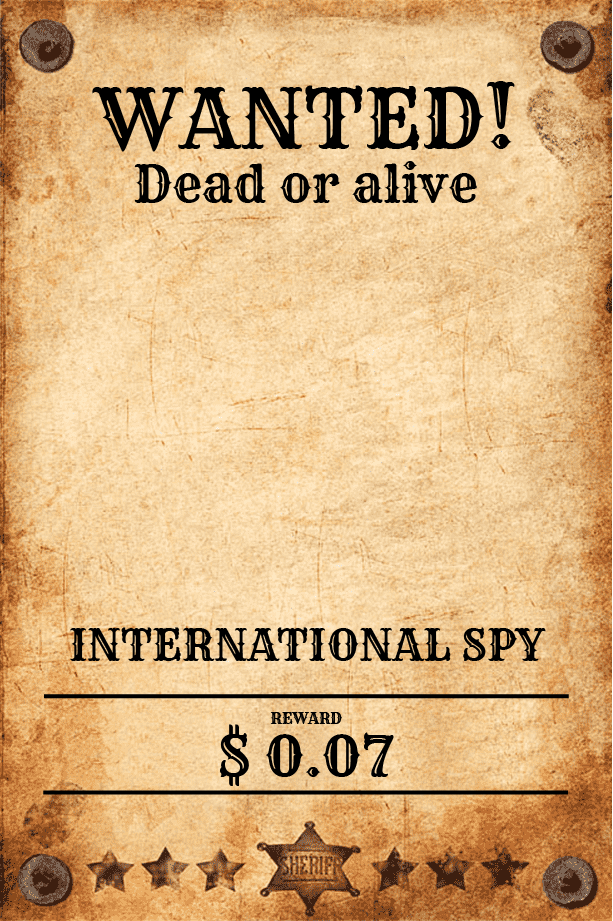 WANTED!
Dead or alive
INTERNATIONAL SPY
REWARD
$ 0.07
SHERIFF